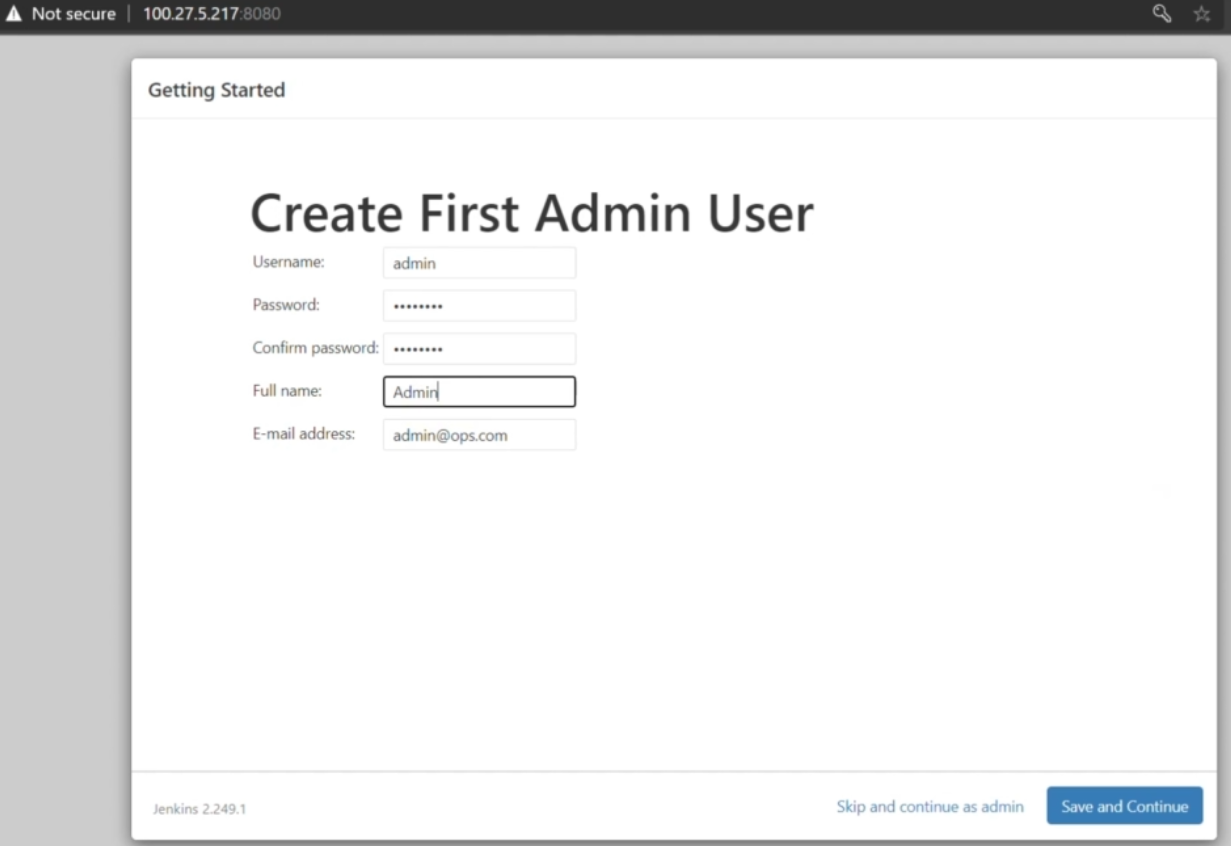 Not secure | 100.27.5.217:8080
Getting Started
Create First Admin User
Username: admin
Password: ••••••••
Confirm password: ••••••••
Full name: Admin
E-mail address: admin@ops.com
Jenkins 2.249.1 Skip and continue as admin Save and Continue